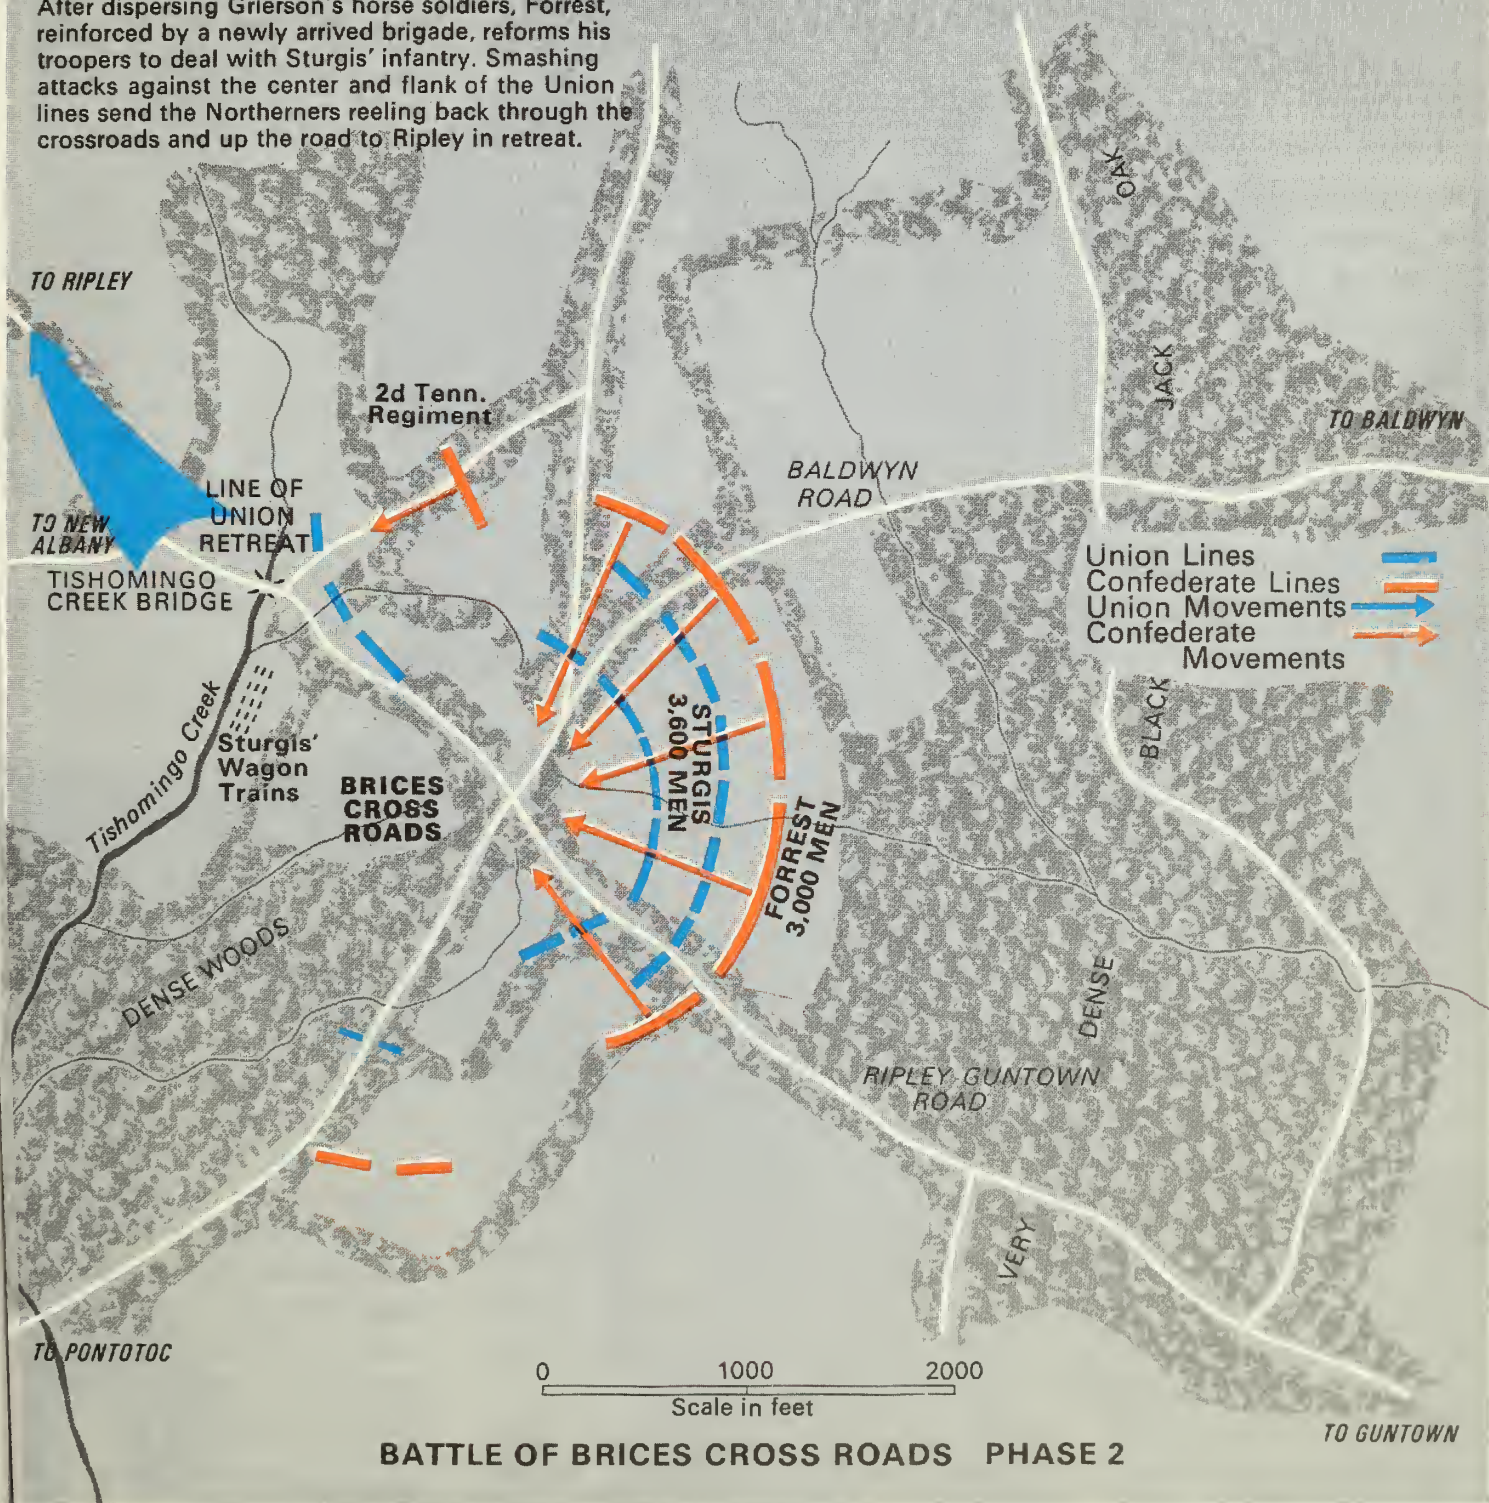 After dispersing Grierson's horse soldiers, Forrest,
reinforced by a newly arrived brigade, reforms his
troopers to deal with Sturgis' infantry. Smashing
attacks against the center and flank of the Union
lines send the Northerners reeling back through the
crossroads and up the road to Ripley in retreat.
OAK
TO RIPLEY
JACK
2d Tenn.
Regiment
TO BALDWYN
BALDWYN
ROAD
LINE OF
UNION
RETREAT
TO NEW
ALBANY
TISHOMINGO
CREEK BRIDGE
Union Lines
Confederate Lines
Union Movements
Confederate
Movements
Tishomingo Creek
Sturgis'
Wagon
Trains
BRICES
CROSS
ROADS
STURGIS
3,600 MEN
FORREST
3,000 MEN
BLACK
DENSE WOODS
DENSE
RIPLEY-GUNTOWN
ROAD
VERY
TO PONTOTOC
0 1000 2000
Scale in feet
TO GUNTOWN
BATTLE OF BRICES CROSS ROADS PHASE 2